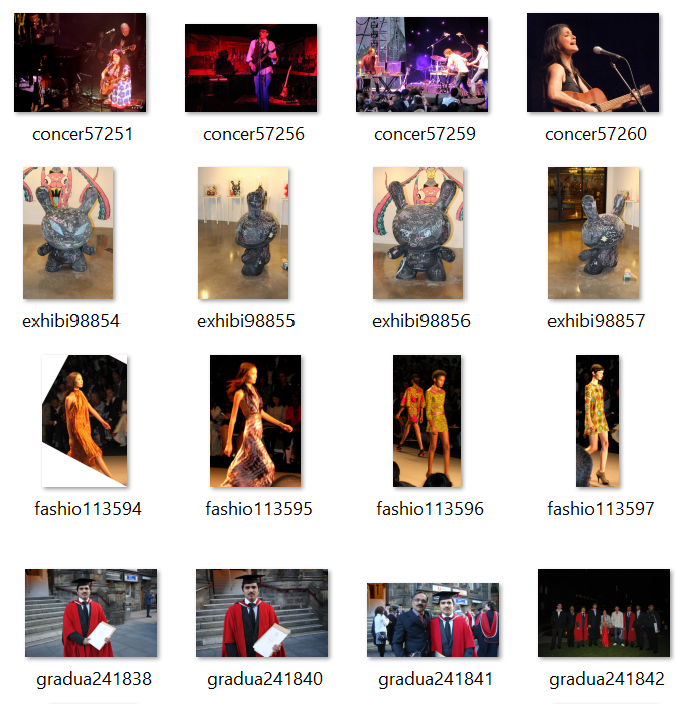 concer57251 concer57256 concer57259 concer57260
exhibi98854 exhibi98855 exhibi98856 exhibi98857
fashio113594 fashio113595 fashio113596 fashio113597
gradua241838 gradua241840 gradua241841 gradua241842